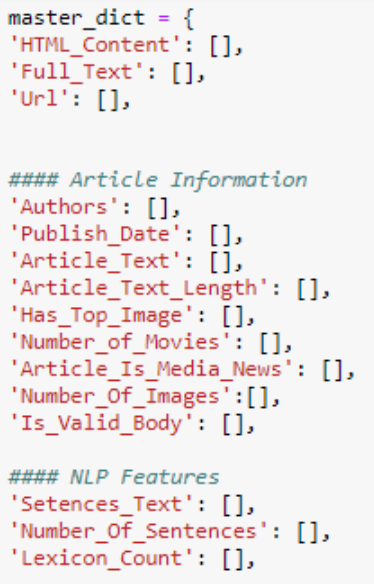 master_dict = {
'HTML_Content': [],
'Full_Text': [],
'Url': [],
#### Article Information
'Authors': [],
'Publish_Date': [],
'Article_Text': [],
'Article_Text_Length': [],
'Has_Top_Image': [],
'Number_of_Movies': [],
'Article_Is_Media_News': [],
'Number_Of_Images':[],
'Is_Valid_Body': [],
#### NLP Features
'Setences_Text': [],
'Number_Of_Sentences': [],
'Lexicon_Count': [],